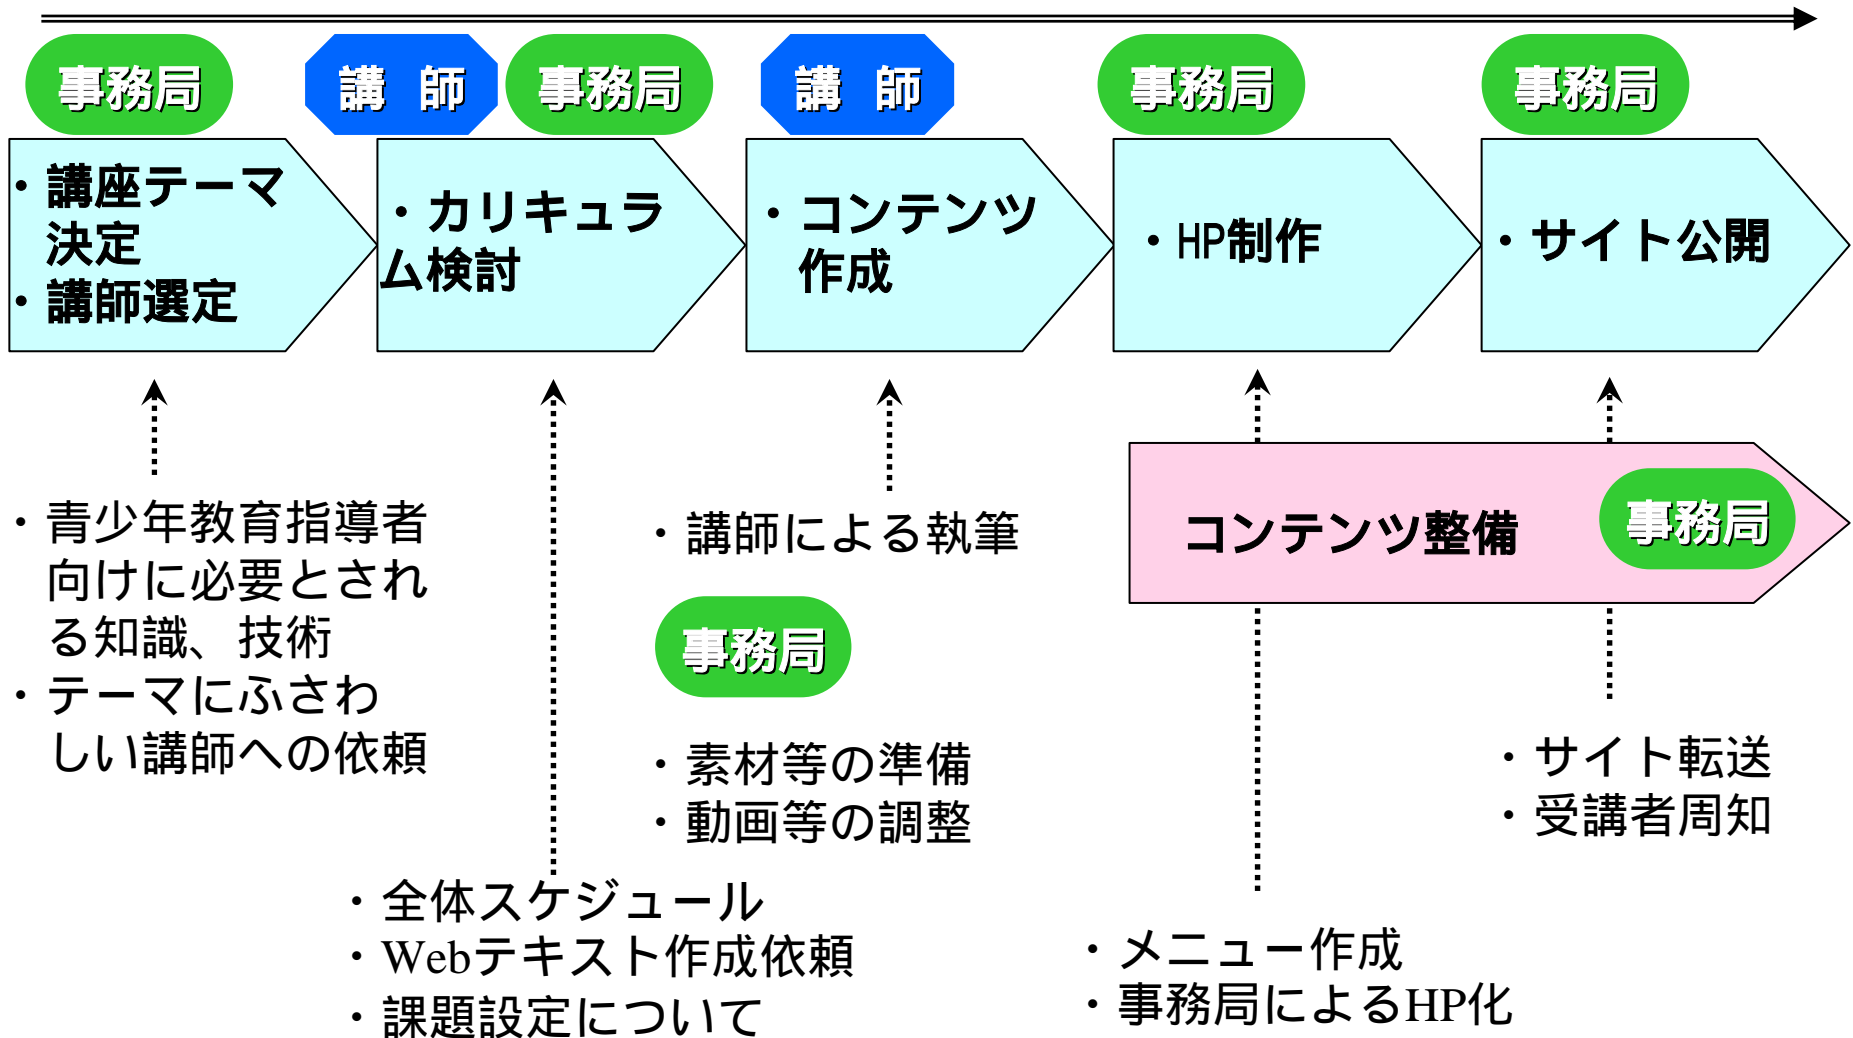 事務局
講 師
事務局
講 師
事務局
事務局
・講座テーマ
決定
・講師選定
・カリキュラ
ム検討
・コンテンツ
作成
・HP制作
・サイト公開
・青少年教育指導者
向けに必要とされ
る知識、技術
・テーマにふさわ
しい講師への依頼
・全体スケジュール
・Webテキスト作成依頼
・課題設定について
・講師による執筆
事務局
・素材等の準備
・動画等の調整
コンテンツ整備
事務局
・メニュー作成
・事務局によるHP化
・サイト転送
・受講者周知